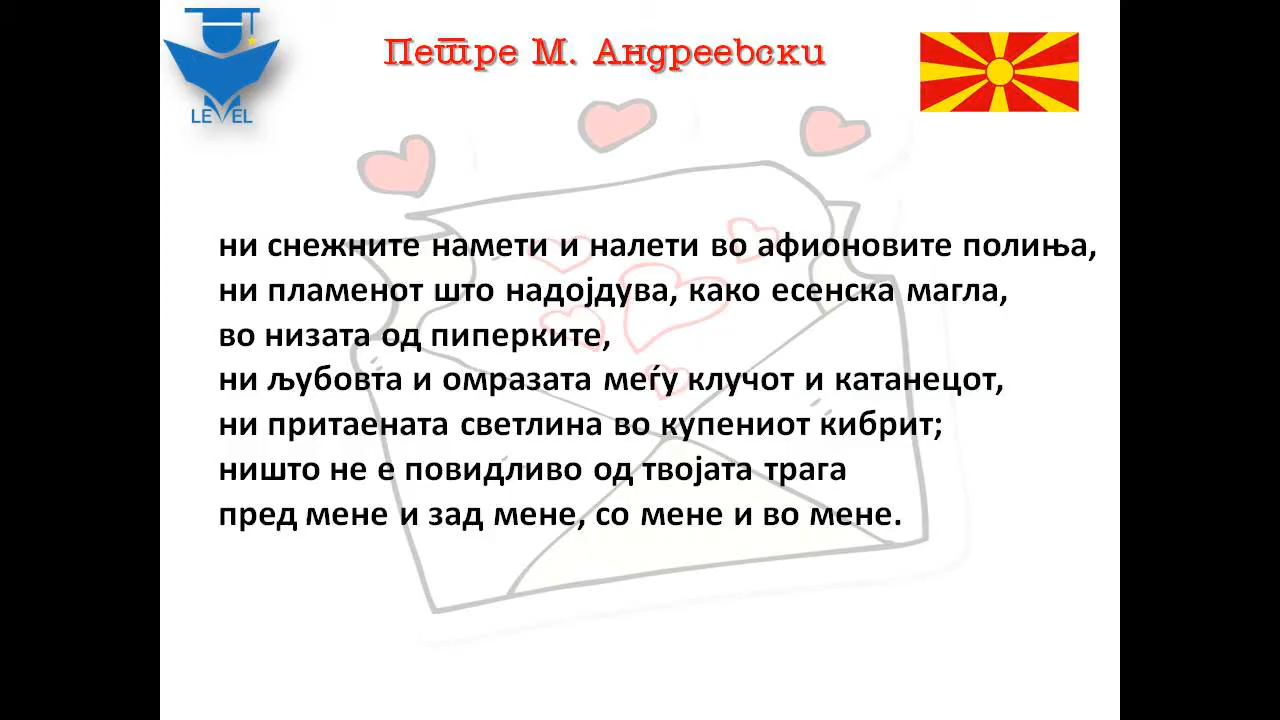 LEVEL
Петре М. Андреевски
ни снежните намети и налети во афионовите полиња,
ни пламенот што надојдува, како есенска магла,
во низата од пиперките,
ни љубовта и омразата меѓу клучот и катанецот,
ни притаената светлина во купениот кибрит;
ништо не е повидливо од твојата трага
пред мене и зад мене, со мене и во мене.